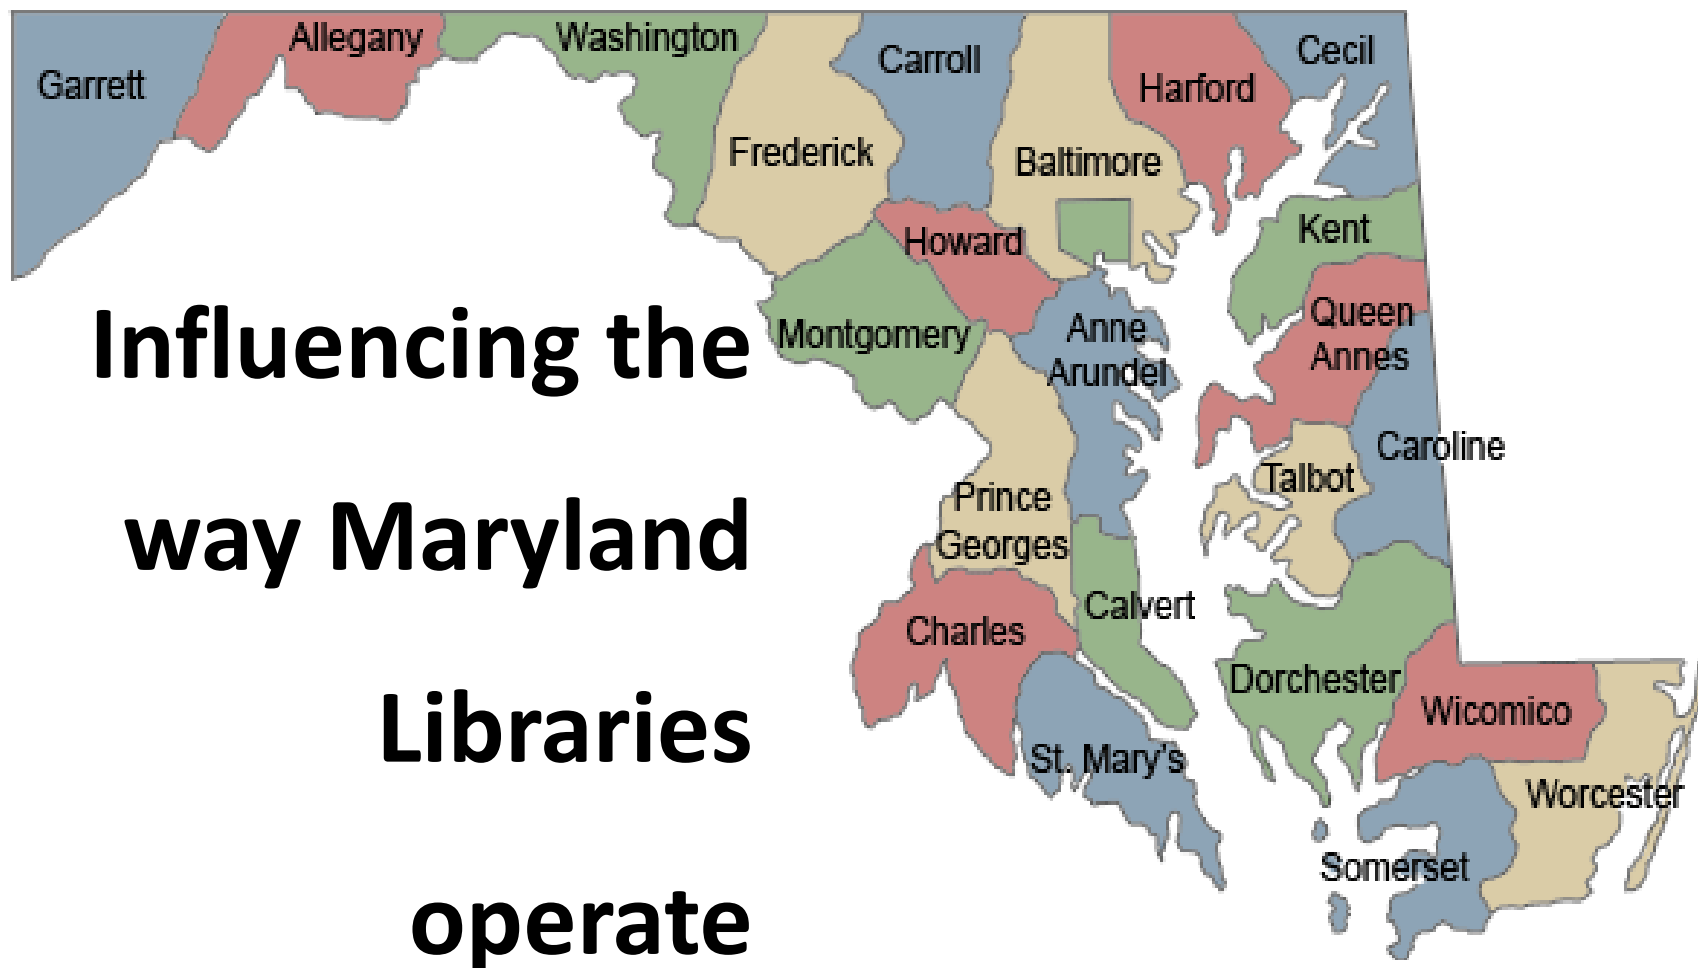 Garrett
Allegany
Washington
Frederick
Carroll
Baltimore
Harford
Cecil
Kent
Howard
Montgomery
Anne
Arundel
Queen
Annes
Caroline
Talbot
Prince
Georges
Calvert
Charles
St. Mary's
Dorchester
Wicomico
Worcester
Somerset
Influencing the
way Maryland
Libraries
operate